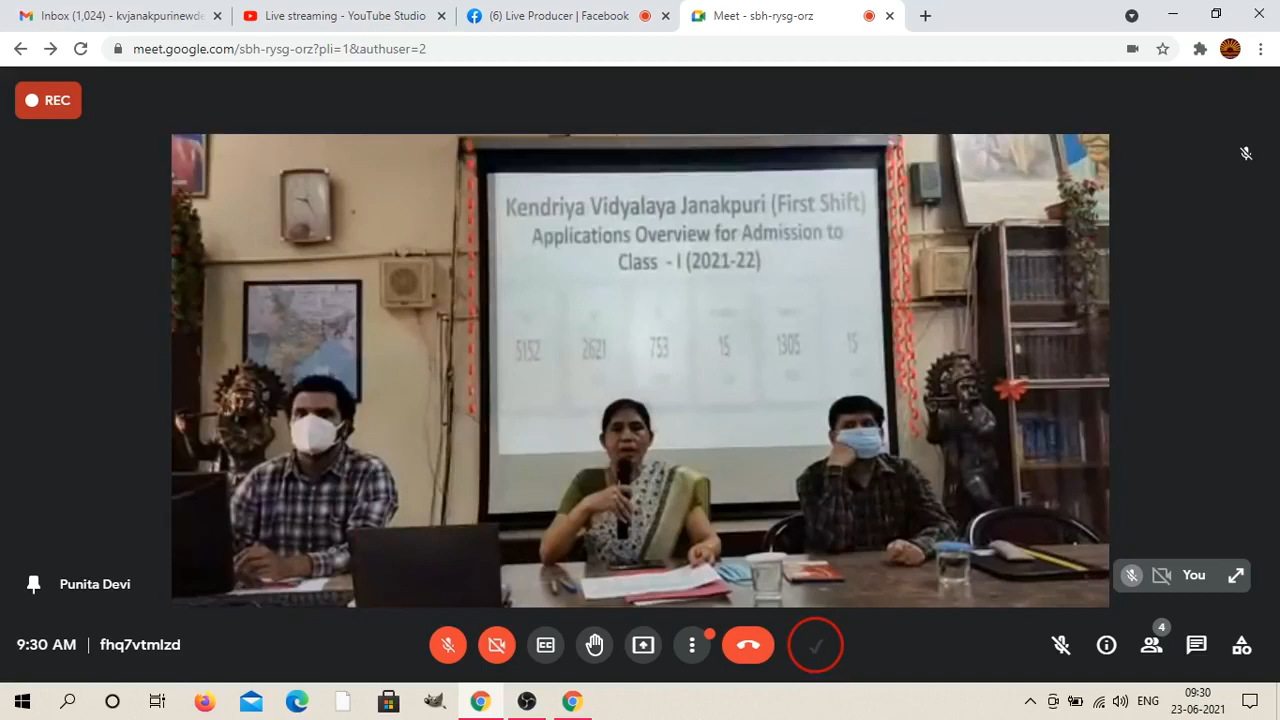 Inbox (1,024) - kvjanakpurinewde
Live streaming - YouTube Studio
(6) Live Producer | Facebook
Meet - sbh-rysg-orz
meet.google.com/sbh-rysg-orz?pli=1&authuser=2
REC
Kendriya Vidyalaya Janakpuri (First Shift)
Applications Overview for Admission to
Class - I (2021-22)
5152 2621 753 15 1305 15
Punita Devi
You
9:30 AM | fhq7vtmlzd
CC
4
ENG
09:30
23-06-2021